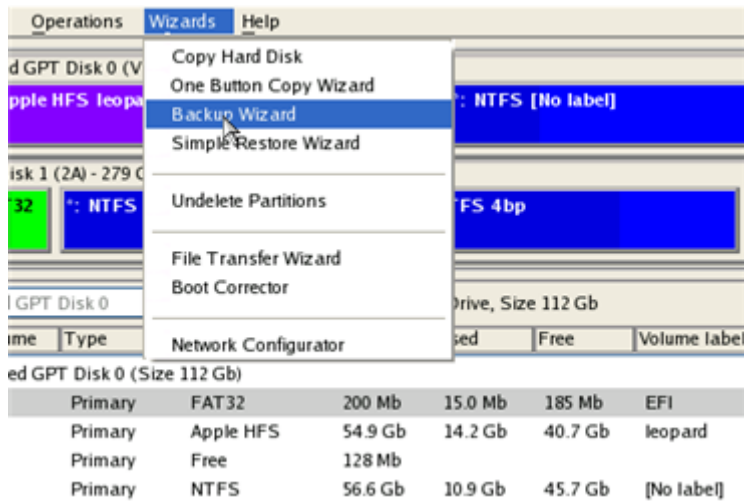 Operations Wizards Help
d GPT Disk 0 (V
Copy Hard Disk
One Button Copy Wizard
pple HFS leopa
*: NTFS [No label]
Backup Wizard
Simple Restore Wizard
isk 1 (2A) - 279 G
Undelete Partitions
32 *: NTFS
TFS 4bp
File Transfer Wizard
Boot Corrector
GPT Disk 0
Drive, Size 112 Gb
Network Configurator
ume Type sed Free Volume label
ed GPT Disk 0 (Size 112 Gb)
Primary FAT32 200 Mb 15.0 Mb 185 Mb EFI
Primary Apple HFS 54.9 Gb 14.2 Gb 40.7 Gb leopard
Primary Free 128 Mb
Primary NTFS 56.6 Gb 10.9 Gb 45.7 Gb [No label]